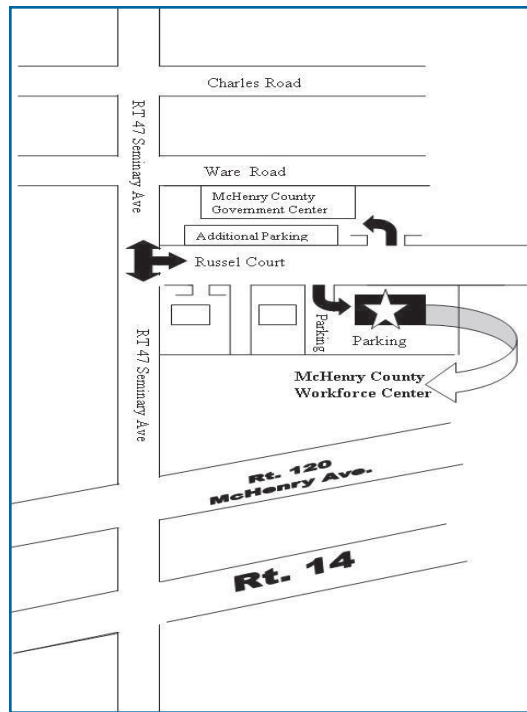 Charles Road
RT 47 Seminary Ave
Ware Road
McHenry County
Government Center
Additional Parking
Russel Court
Parking
Parking
RT 47 Seminary Ave
McHenry County
Workforce Center
Rt. 120
McHenry Ave.
Rt. 14